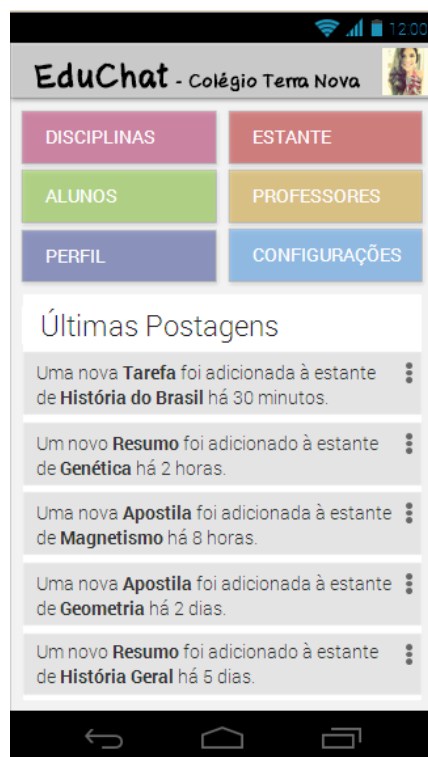 12:00
EduChat - Colégio Terra Nova
DISCIPLINAS
ESTANTE
ALUNOS
PROFESSORES
PERFIL
CONFIGURAÇÕES
Últimas Postagens
Uma nova Tarefa foi adicionada à estante
de História do Brasil há 30 minutos.
Um novo Resumo foi adicionado à estante
de Genética há 2 horas.
Uma nova Apostila foi adicionada à estante
de Magnetismo há 8 horas.
Uma nova Apostila foi adicionada à estante
de Geometria há 2 dias.
Um novo Resumo foi adicionado à estante
de História Geral há 5 dias.